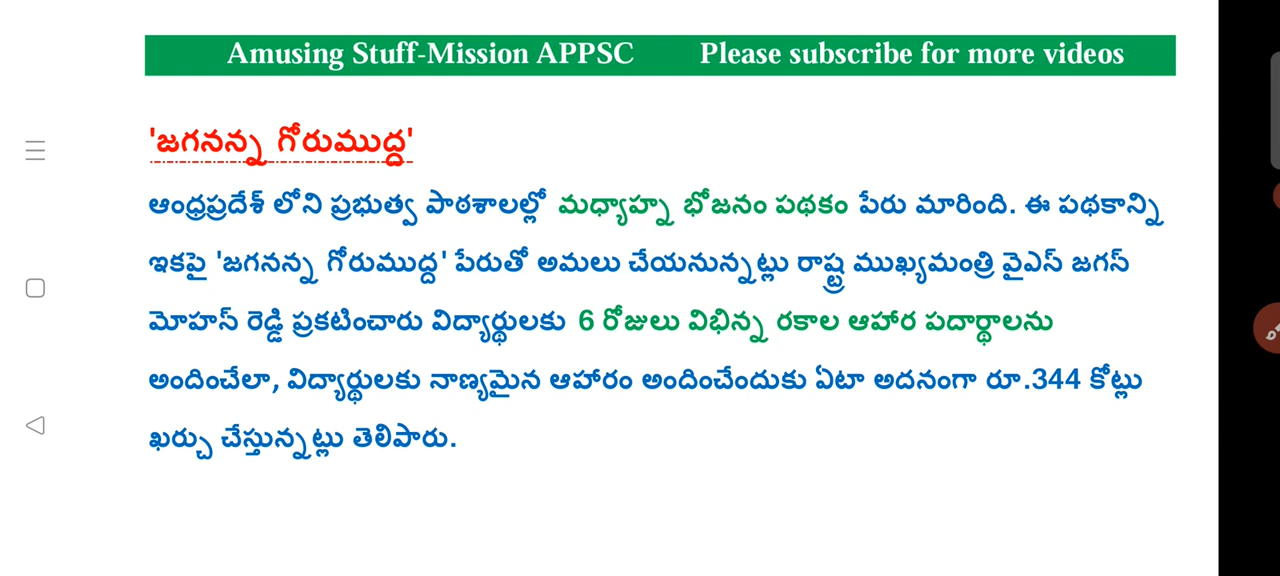 Amusing Stuff-Mission APPSC Please subscribe for more videos
'జగనన్న గోరుముద్ద'
ఆంధ్రప్రదేశ్ లోని ప్రభుత్వ పాఠశాలల్లో మధ్యాహ్న భోజనం పథకం పేరు మారింది. ఈ పథకాన్ని
ఇకపై 'జగనన్న గోరుముద్ద' పేరుతో అమలు చేయనున్నట్లు రాష్ట్ర ముఖ్యమంత్రి వైఎస్ జగస్
మోహస్ రెడ్డి ప్రకటించారు విద్యార్థులకు 6 రోజులు విభిన్న రకాల ఆహార పదార్థాలను
అందించేలా, విద్యార్థులకు నాణ్యమైన ఆహారం అందించేందుకు ఏటా అదనంగా రూ.344 కోట్లు
ఖర్చు చేస్తున్నట్లు తెలిపారు.